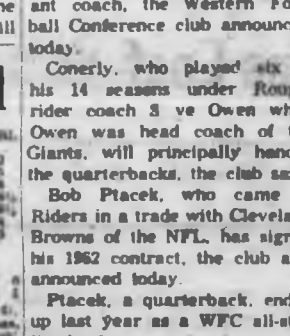 ant coach, the Western Fo
ball Conference club announc
today.
Conerly, who played six
his 14 seasons under Roug
rider coach S ve Owen wh
Owen was head coach of t
Giants, will principally hand
the quarterbacks, the club sa
Bob Ptacek, who came
Riders in a trade with Clevela
Browns of the NFL, has sign
his 1962 contract, the club a
announced today.
Ptacek, a quarterback, end
up last year as a WFC all-st